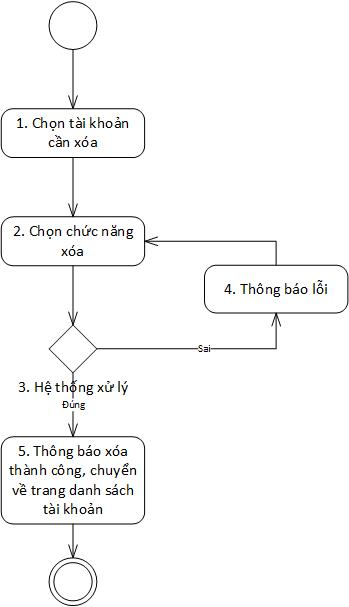 1. Chọn tài khoản
cần xóa
2. Chọn chức năng
xóa
4. Thông báo lỗi
Sai
3. Hệ thống xử lý
Đúng
5. Thông báo xóa
thành công, chuyển
về trang danh sách
tài khoản